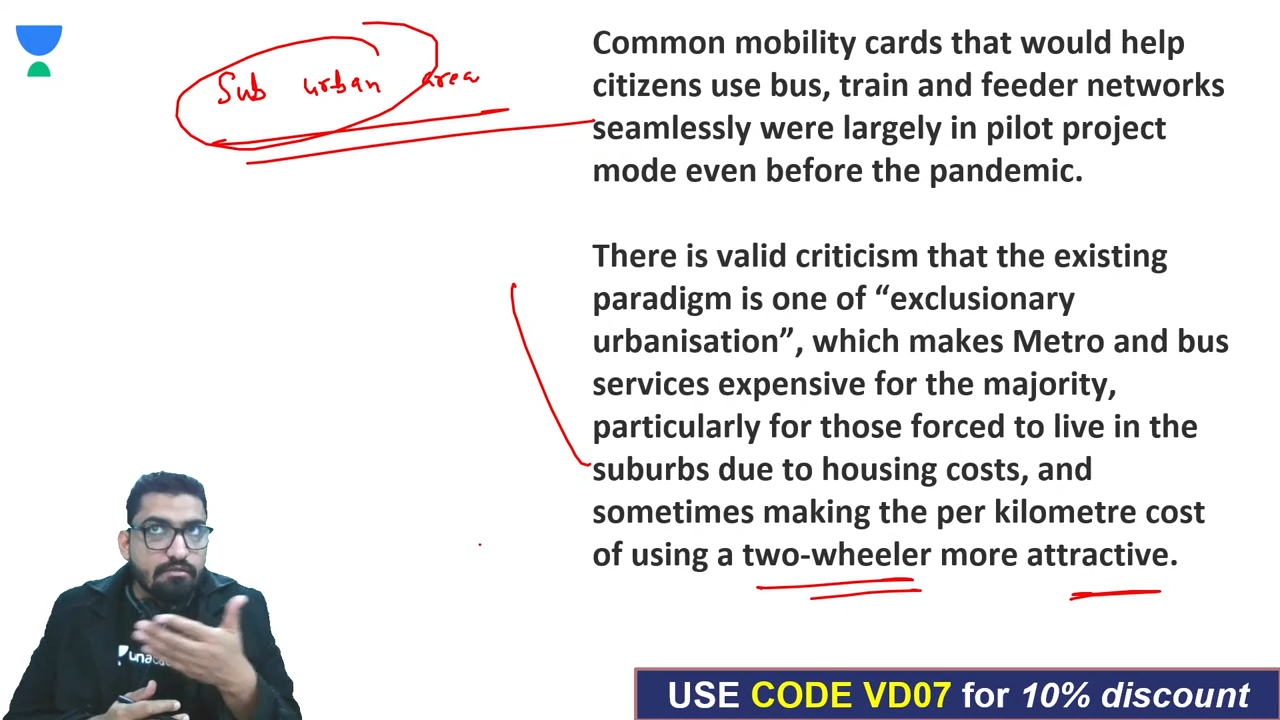 Sub urban area
Common mobility cards that would help
citizens use bus, train and feeder networks
seamlessly were largely in pilot project
mode even before the pandemic.
There is valid criticism that the existing
paradigm is one of “exclusionary
urbanisation”, which makes Metro and bus
services expensive for the majority,
particularly for those forced to live in the
suburbs due to housing costs, and
sometimes making the per kilometre cost
of using a two-wheeler more attractive.
USE CODE VD07 for 10% discount